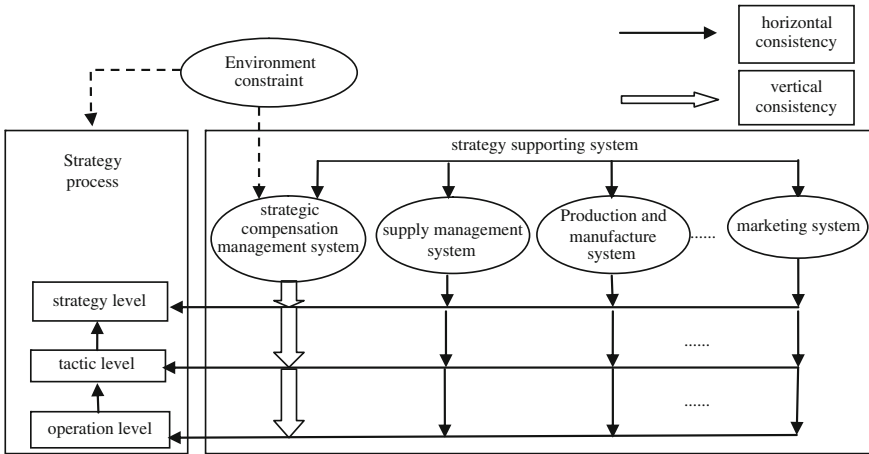 Environment
constraint
horizontal
consistency
vertical
consistency
Strategy
process
strategy level
tactic level
operation level
strategy supporting system
strategic
compensation
management system
supply management
system
Production and
manufacture
system
......
marketing system
......
......